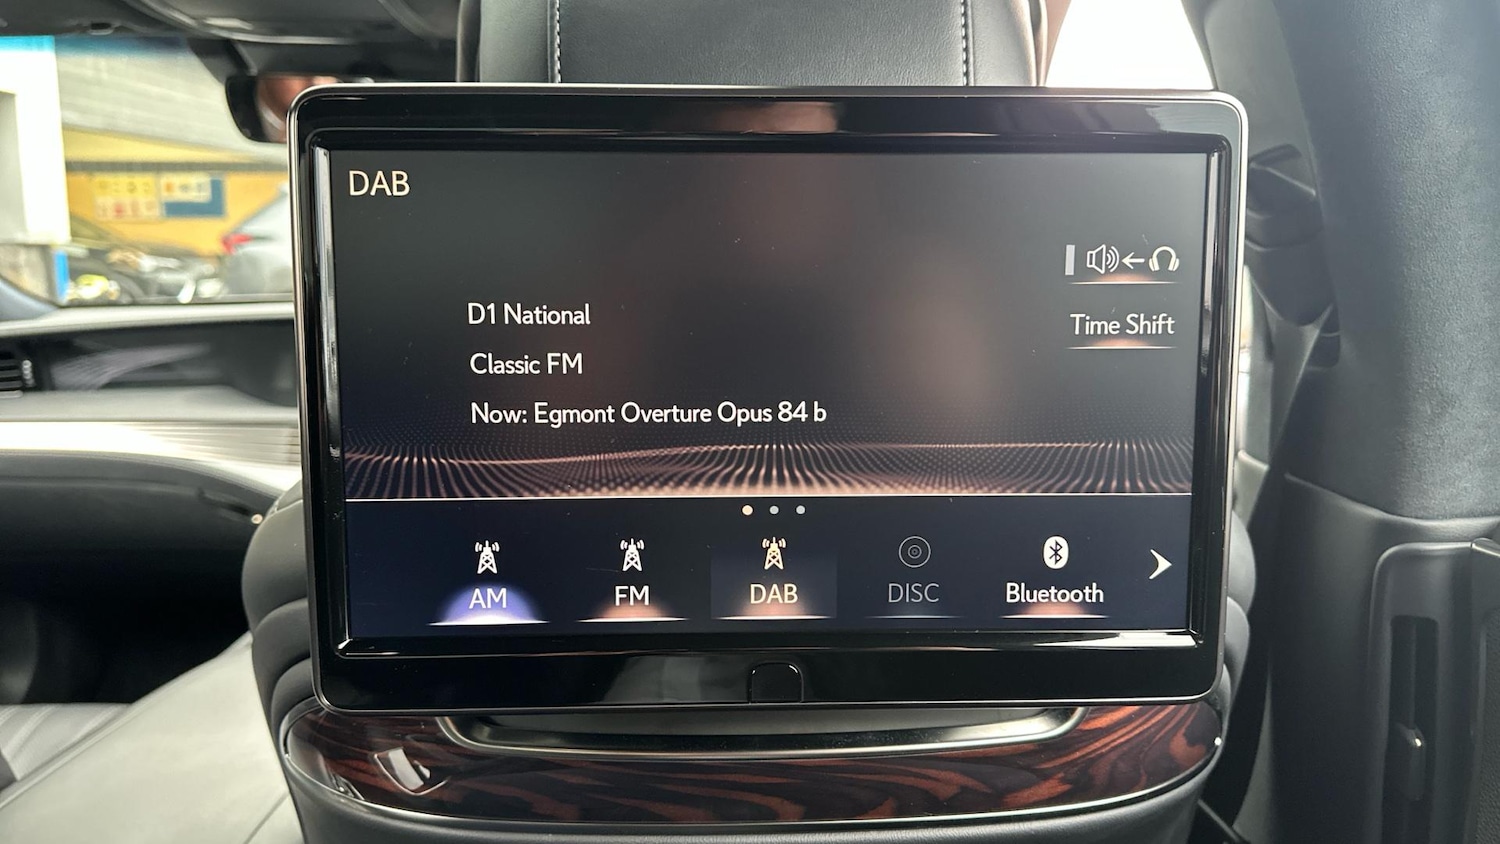 DAB
D1 National
Classic FM
Now: Egmont Overture Opus 84 b
Time Shift
AM
FM
DAB
DISC
Bluetooth